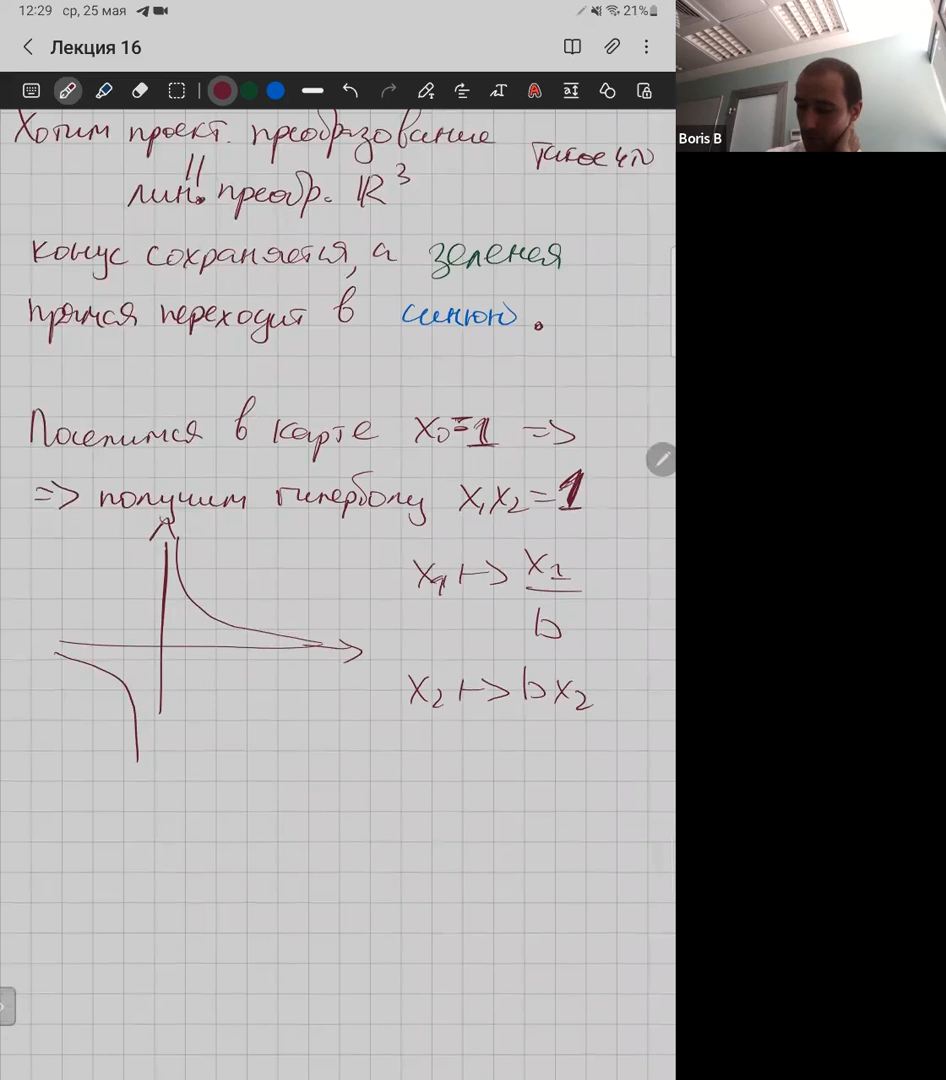 12:29 ср, 25 мая
21%
Лекция 16
Boris B
Хотим проект. преобразование такое что
лин. преобр. ℝ³
конус сохраняется, а зеленая
прямая переходит в синюю.
Поселимся в карте x₀=1 =>
=> получим гиперболу x₁x₂=1
x₁ ↦ x₁/b
x₂ ↦ bx₂